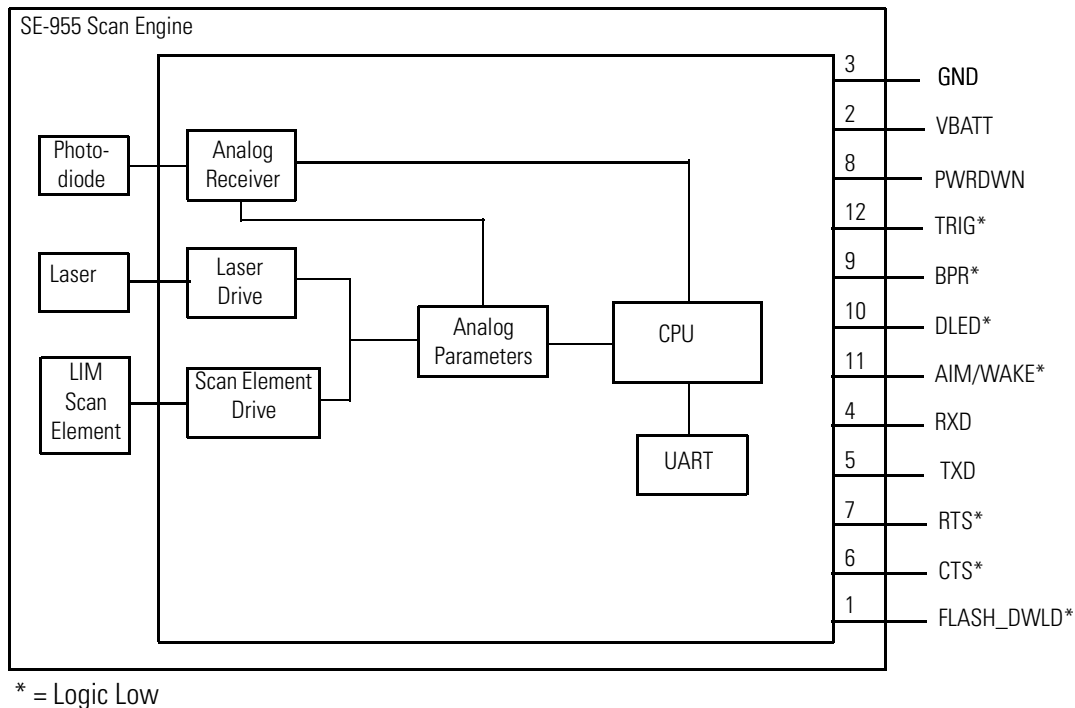 SE-955 Scan Engine
3
GND
2
VBATT
Photo-
diode
Analog
Receiver
8
PWRDWN
12
TRIG*
Laser
Laser
Drive
9
BPR*
Analog
Parameters
CPU
10
DLED*
LIM
Scan
Element
Scan Element
Drive
11
AIM/WAKE*
4
RXD
UART
5
TXD
7
RTS*
6
CTS*
1
FLASH_DWLD*
* = Logic Low